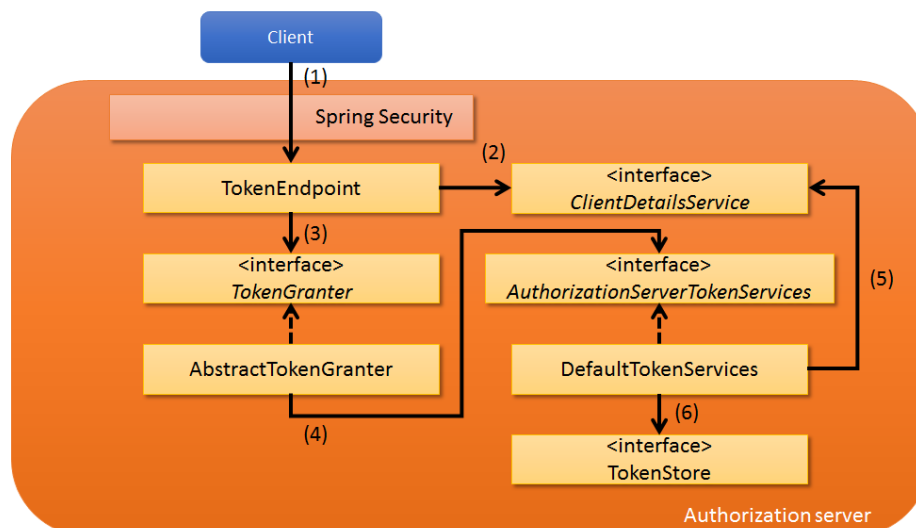 Client
(1)
Spring Security
(2)
TokenEndpoint
<interface>
ClientDetailsService
(3)
<interface>
TokenGranter
<interface>
AuthorizationServerTokenServices
(5)
AbstractTokenGranter
DefaultTokenServices
(4)
(6)
<interface>
TokenStore
Authorization server